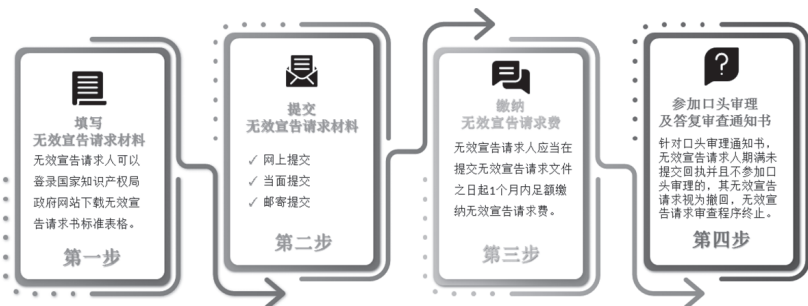 填写
无效宣告请求材料
无效宣告请求人可以
登录国家知识产权局
政府网站下载无效宣
告请求书标准表格。
第一步
提交
无效宣告请求材料
✓ 网上提交
✓ 当面提交
✓ 邮寄提交
第二步
缴纳
无效宣告请求费
无效宣告请求人应当在
提交无效宣告请求文件
之日起1个月内足额缴
纳无效宣告请求费。
第三步
?
参加口头审理
及答复审查通知书
针对口头审理通知书，
无效宣告请求人期满未
提交回执并且不参加口
头审理的，其无效宣告
请求视为撤回，无效宣
告请求审查程序终止。
第四步